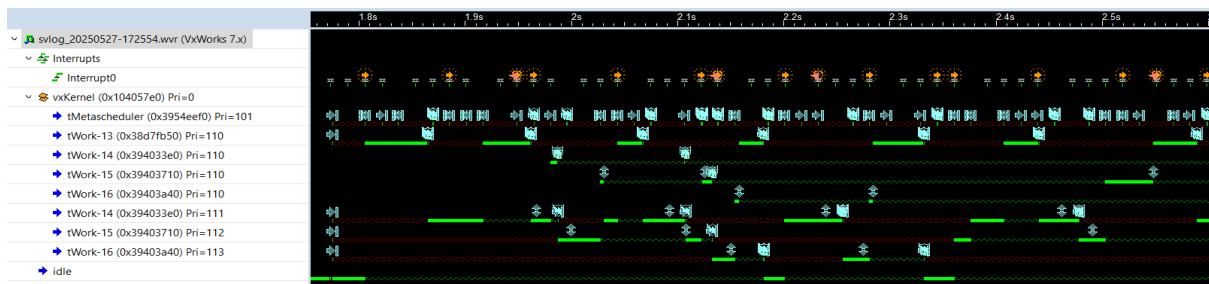 1.8s 1.9s 2s 2.1s 2.2s 2.3s 2.4s 2.5s
svlog_20250527-172554.wvr (VxWorks 7.x)
Interrupts
Interrupt0
vxKernel (0x104057e0) Pri=0
tMetascheduler (0x3954eef0) Pri=101
tWork-13 (0x38d7fb50) Pri=110
tWork-14 (0x394033e0) Pri=110
tWork-15 (0x39403710) Pri=110
tWork-16 (0x39403a40) Pri=110
tWork-14 (0x394033e0) Pri=111
tWork-15 (0x39403710) Pri=112
tWork-16 (0x39403a40) Pri=113
idle